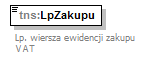 tns:LpZakupu
Lp. wiersza ewidencji zakupu
VAT